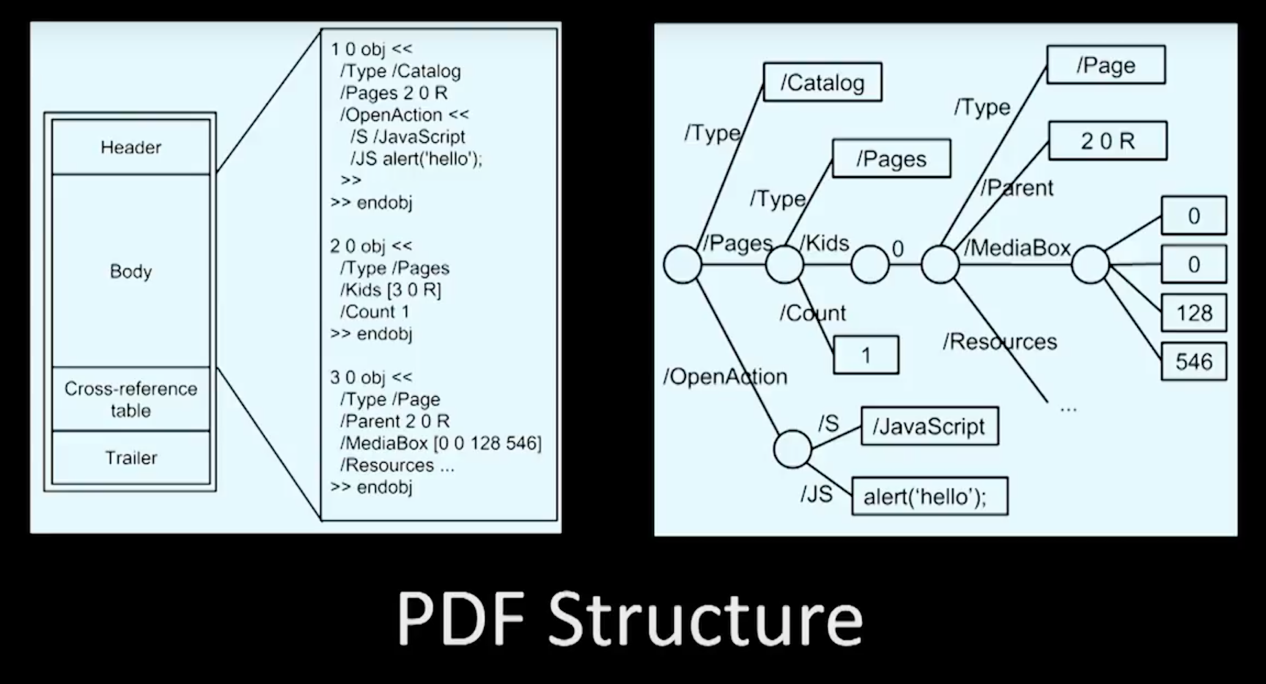 Header
Body
Cross-reference
table
Trailer
1 0 obj <<
/Type /Catalog
/Pages 2 0 R
/OpenAction <<
/S /JavaScript
/JS alert('hello');
>>
>> endobj
2 0 obj <<
/Type /Pages
/Kids [3 0 R]
/Count 1
>> endobj
3 0 obj <<
/Type /Page
/Parent 2 0 R
/MediaBox [0 0 128 546]
/Resources ...
>> endobj
/Catalog
/Type
/Pages
/Type
/Page
/Type
2 0 R
/Parent
/Pages
/Kids
0
/MediaBox
0
0
128
546
/Count
1
/Resources
...
/OpenAction
/S
/JavaScript
/JS
alert('hello');
PDF Structure